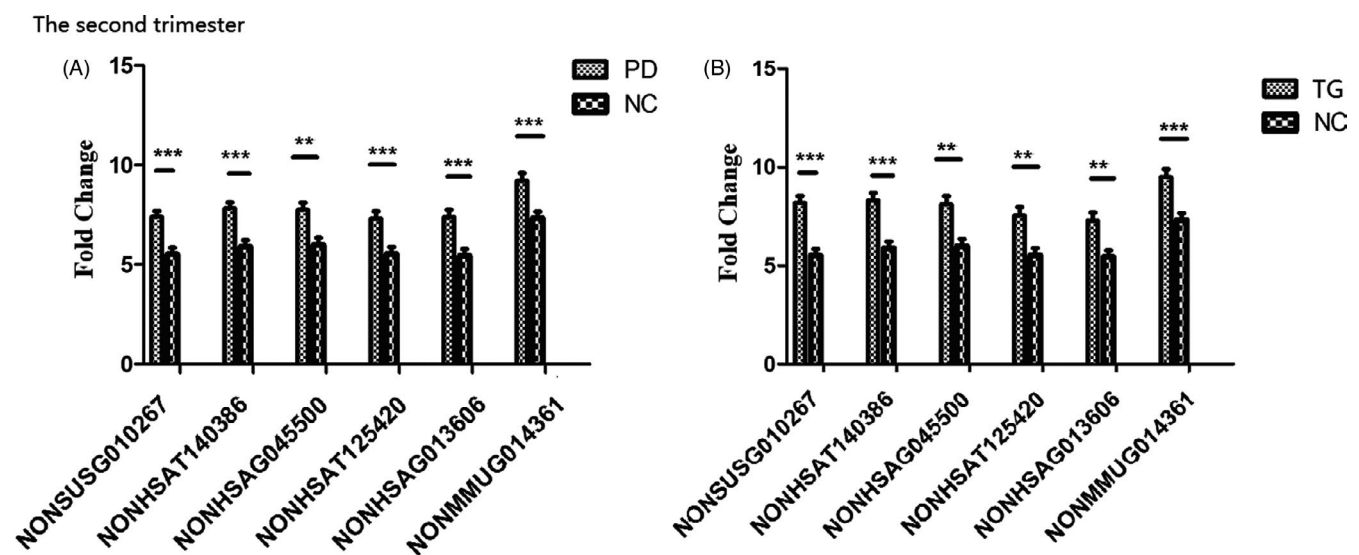 The second trimester
(A)
PD
NC
Fold Change
15
10
5
0
*** *** ** *** *** ***
NONSUSG010267
NONHSAT140386
NONHSAG045500
NONHSAT125420
NONHSAG013606
NONMMUG014361
(B)
TG
NC
Fold Change
15
10
5
0
*** *** ** ** ** ***
NONSUSG010267
NONHSAT140386
NONHSAG045500
NONHSAT125420
NONHSAG013606
NONMMUG014361